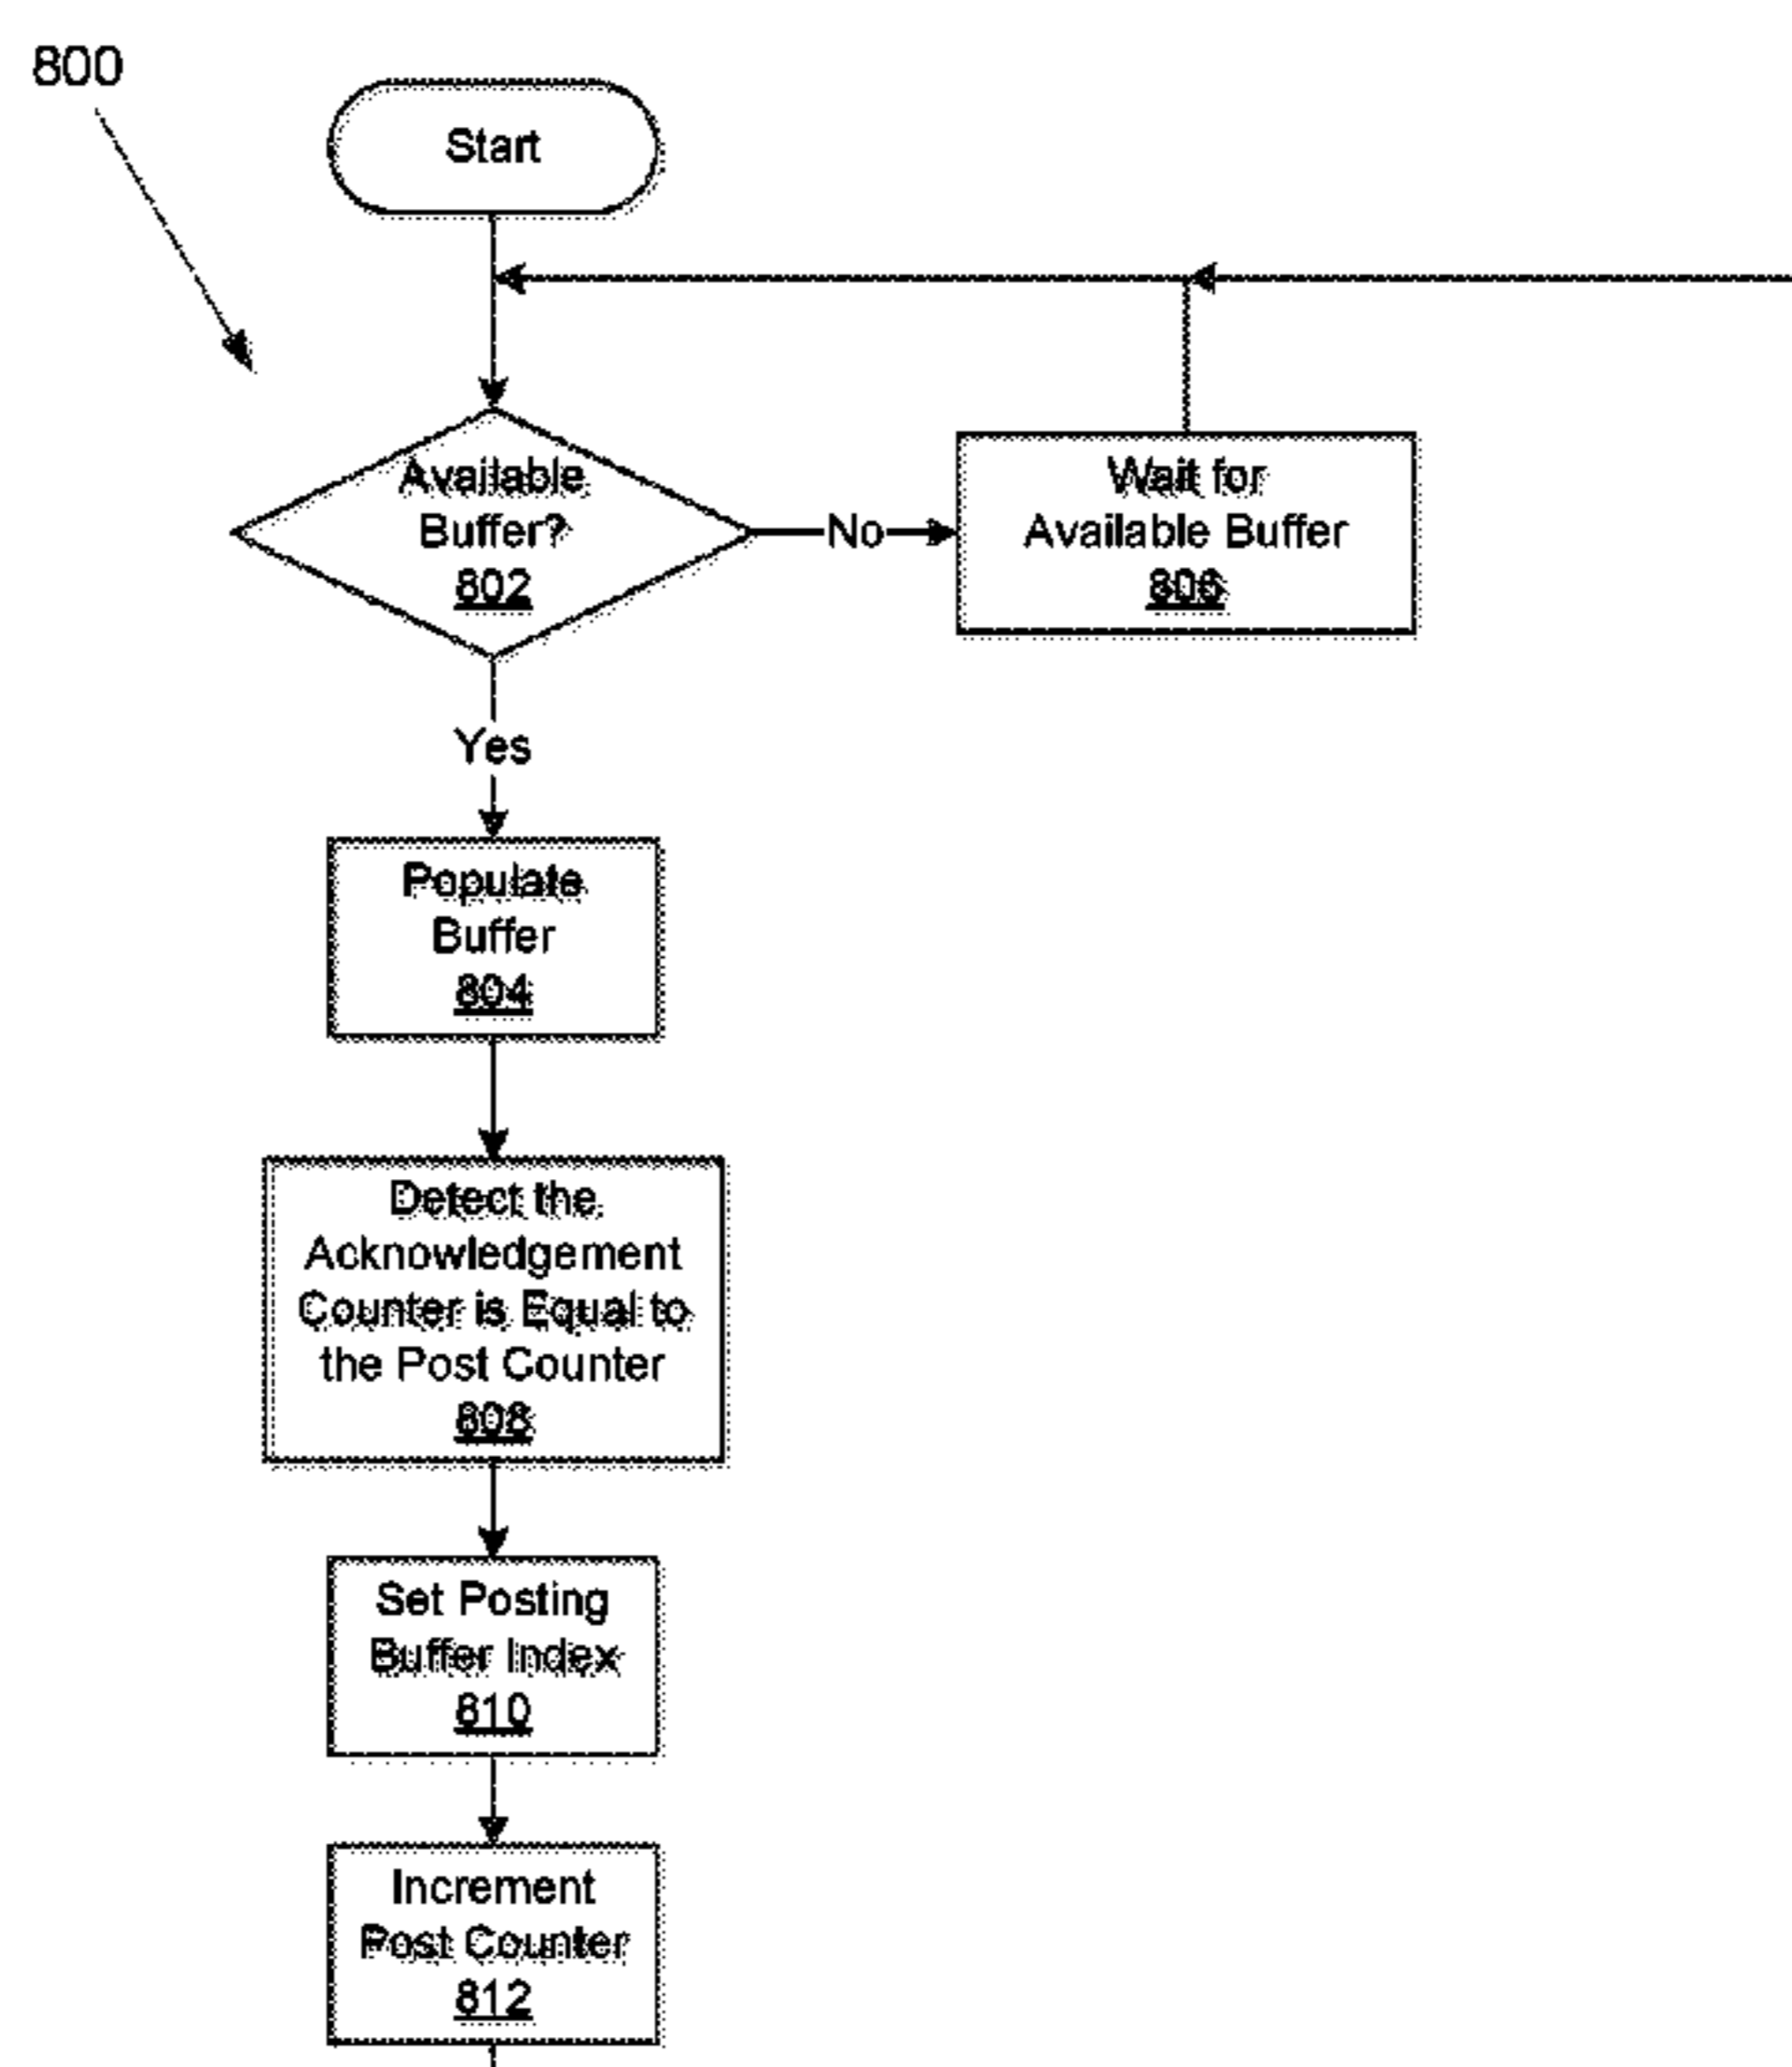 800
Start
Available
Buffer?
802
No
Wait for
Available Buffer
806
Yes
Populate
Buffer
804
Detect the
Acknowledgement
Counter is Equal to
the Post Counter
808
Set Posting
Buffer Index
810
Increment
Post Counter
812